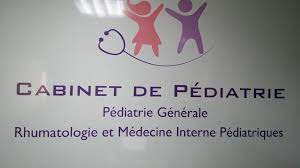 CABINET DE PÉDIATRIE
Pédiatrie Générale
Rhumatologie et Médecine Interne Pédiatriques